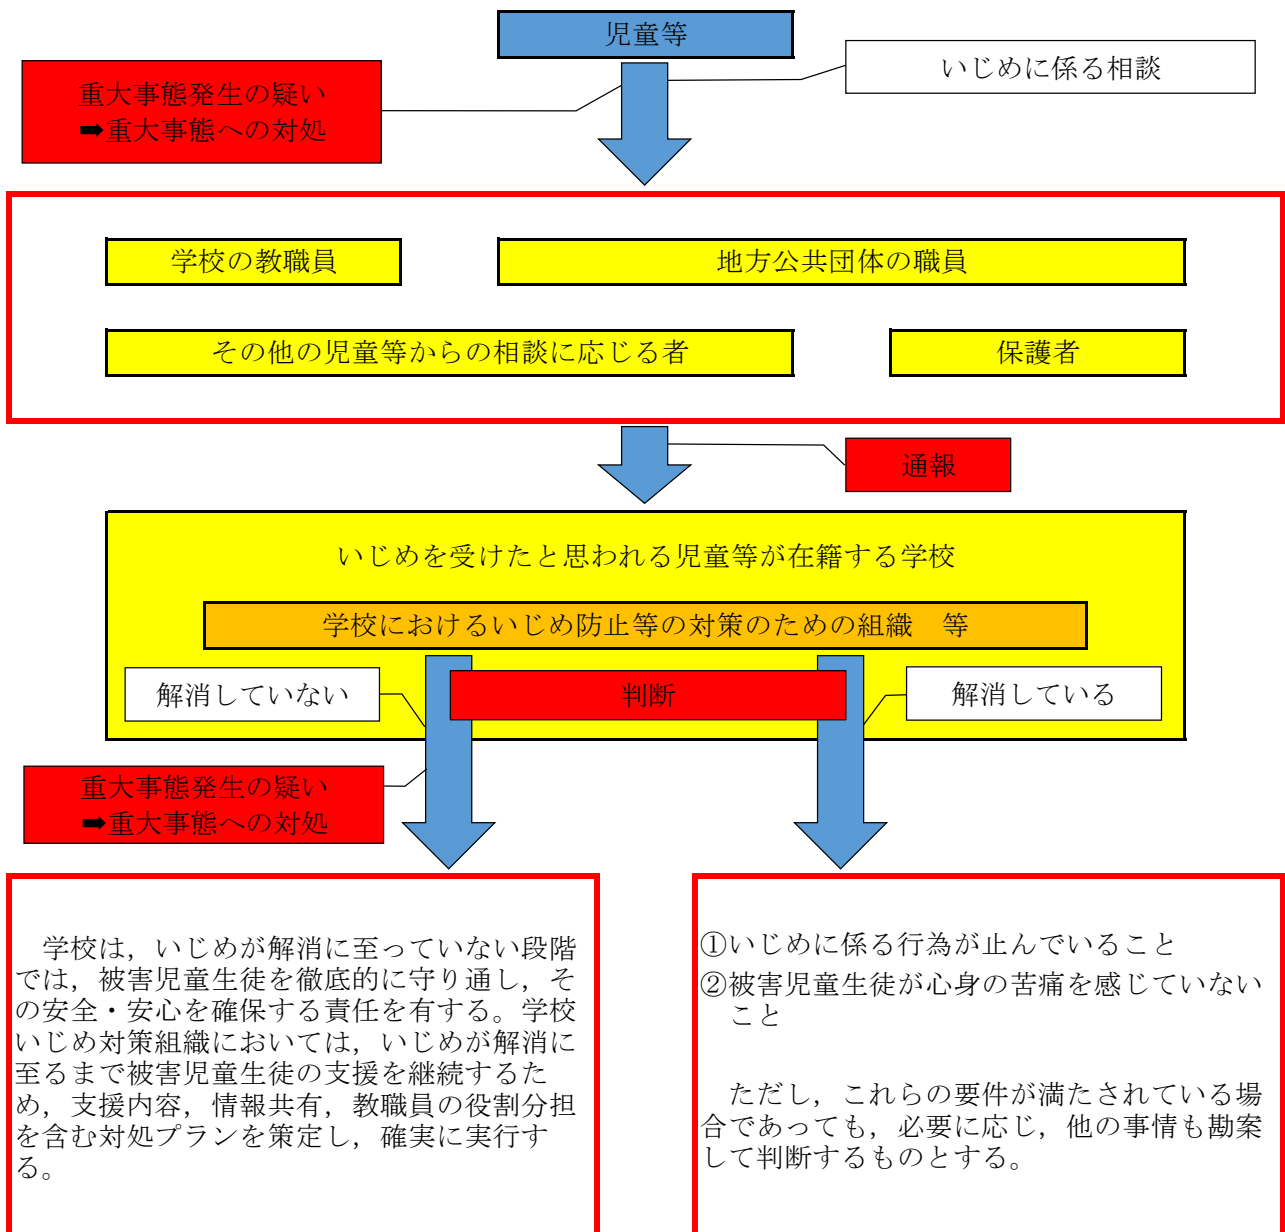 児童等
いじめに係る相談
重大事態発生の疑い
➡重大事態への対処
学校の教職員
地方公共団体の職員
その他の児童等からの相談に応じる者
保護者
通報
いじめを受けたと思われる児童等が在籍する学校
学校におけるいじめ防止等の対策のための組織　等
解消していない
判断
解消している
重大事態発生の疑い
➡重大事態への対処
　学校は，いじめが解消に至っていない段階
では，被害児童生徒を徹底的に守り通し，そ
の安全・安心を確保する責任を有する。学校
いじめ対策組織においては，いじめが解消に
至るまで被害児童生徒の支援を継続するた
め，支援内容，情報共有，教職員の役割分担
を含む対処プランを策定し，確実に実行す
る。
①いじめに係る行為が止んでいること
②被害児童生徒が心身の苦痛を感じていない
こと
　ただし，これらの要件が満たされている場
合であっても，必要に応じ，他の事情も勘案
して判断するものとする。